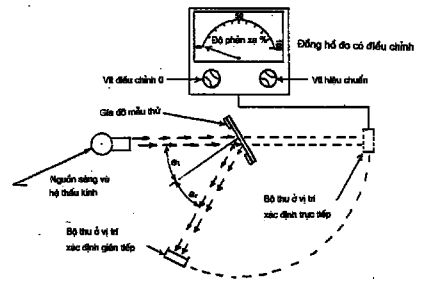 50
Độ phản xạ %
Đồng hồ đo có điều chỉnh
Vít điều chỉnh 0
Vít hiệu chuẩn
Giá đỡ mẫu thử
Nguồn sáng và
hệ thấu kính
Bộ thu ở vị trí
xác định trực tiếp
Bộ thu ở vị trí
xác định gián tiếp